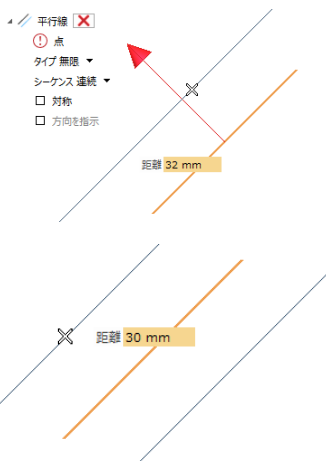 平行線
点
タイプ 無限
シーケンス 連続
対称
方向を指示
距離 32 mm
距離 30 mm